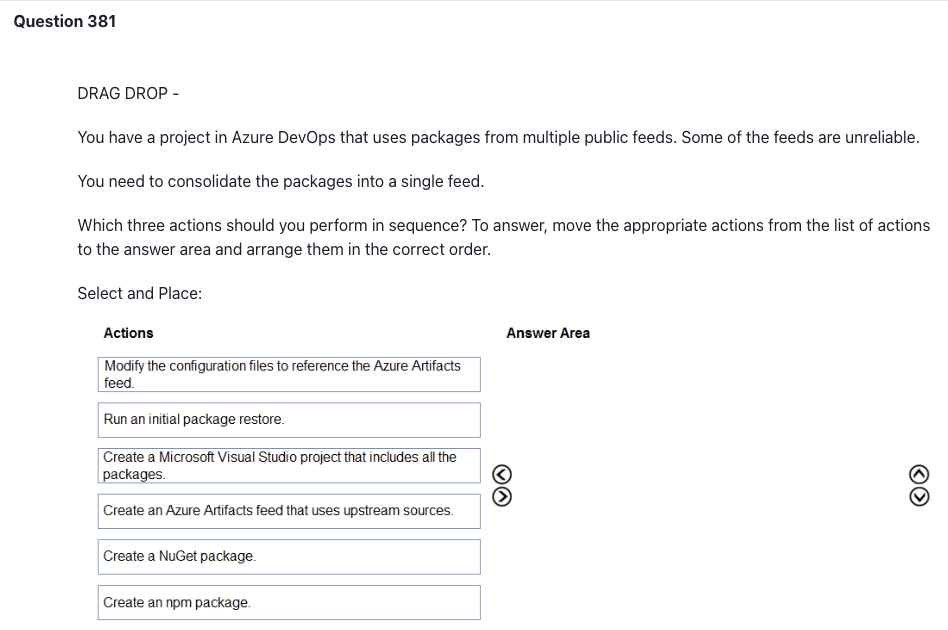 Question 381
DRAG DROP -
You have a project in Azure DevOps that uses packages from multiple public feeds. Some of the feeds are unreliable.
You need to consolidate the packages into a single feed.
Which three actions should you perform in sequence? To answer, move the appropriate actions from the list of actions
to the answer area and arrange them in the correct order.
Select and Place:
Actions
Answer Area
Modify the configuration files to reference the Azure Artifacts
feed.
Run an initial package restore.
Create a Microsoft Visual Studio project that includes all the
packages.
Create an Azure Artifacts feed that uses upstream sources.
Create a NuGet package.
Create an npm package.